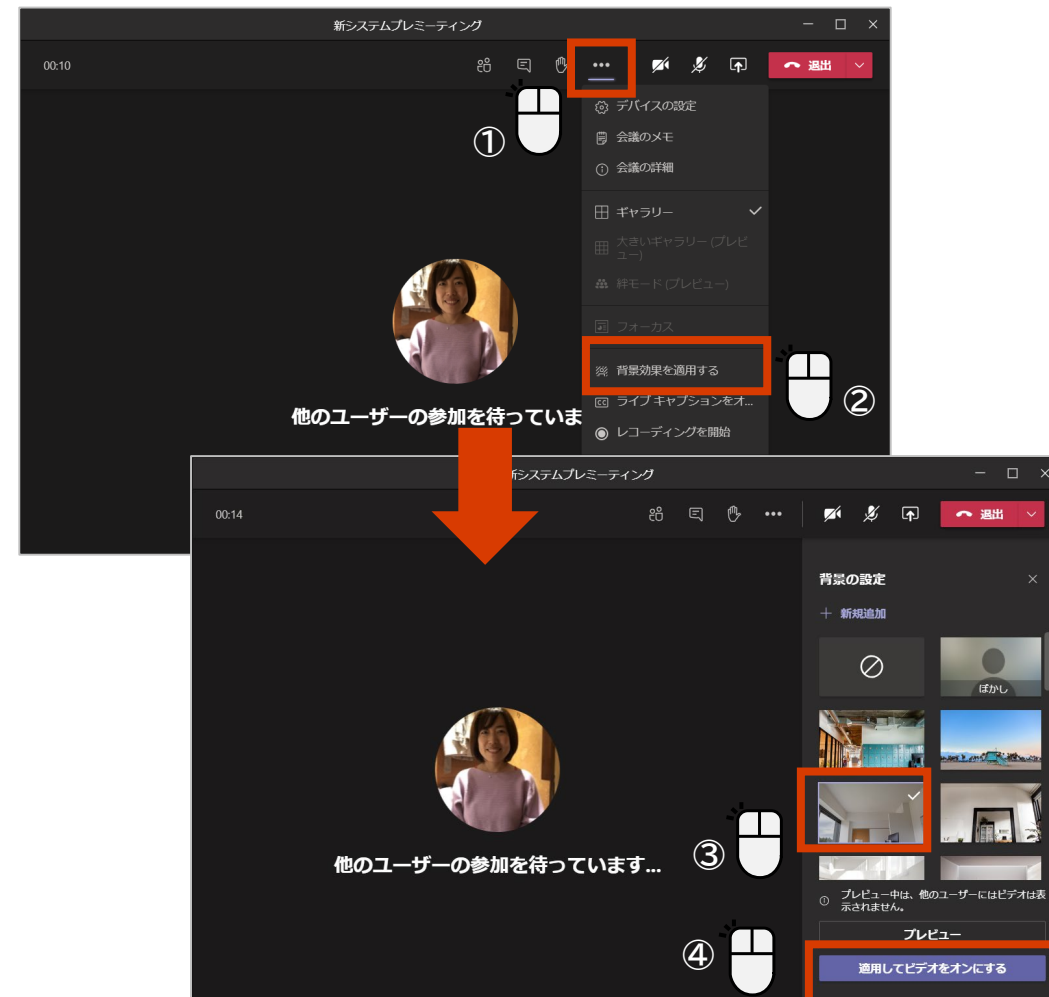 新システムプレミーティング
00:10
退出
①
デバイスの設定
会議のメモ
会議の詳細
ギャラリー
大きいギャラリー (プレビ
ュー)
絆モード (プレビュー)
フォーカス
背景効果を適用する
②
CC ライブ キャプションをオ...
レコーディングを開始
他のユーザーの参加を待っていま
新システムプレミーティング
00:14
退出
背景の設定
新規追加
ぼかし
③
他のユーザーの参加を待っています...
プレビュー中は、他のユーザーにはビデオは表
示されません。
プレビュー
④
適用してビデオをオンにする